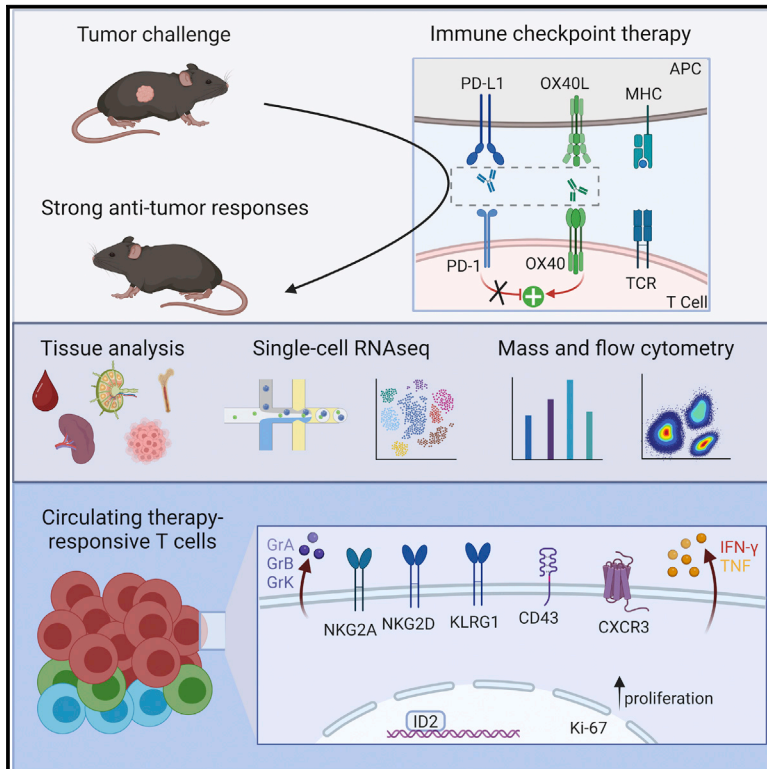 Tumor challenge
Strong anti-tumor responses
Immune checkpoint therapy
APC
PD-L1
OX40L
MHC
PD-1
OX40
TCR
T Cell
Tissue analysis
Single-cell RNAseq
Mass and flow cytometry
Circulating therapy-
responsive T cells
GrA
GrB
GrK
NKG2A
NKG2D
KLRG1
CD43
CXCR3
IFN-γ
TNF
proliferation
ID2
Ki-67